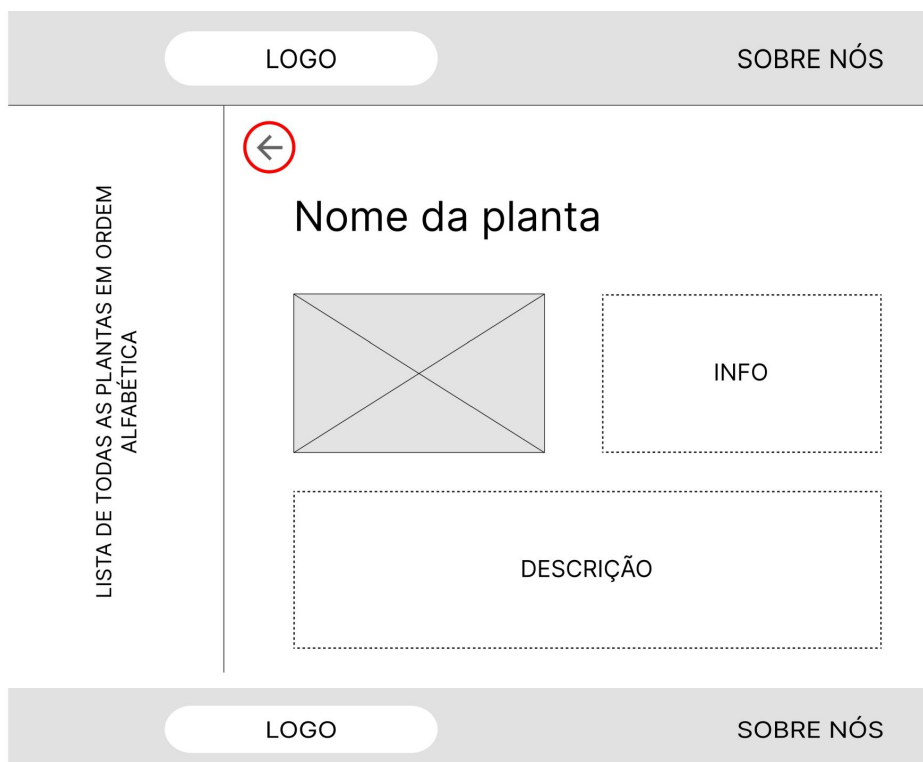 LOGO
SOBRE NÓS
LISTA DE TODAS AS PLANTAS EM ORDEM
ALFABÉTICA
Nome da planta
INFO
DESCRIÇÃO
LOGO
SOBRE NÓS